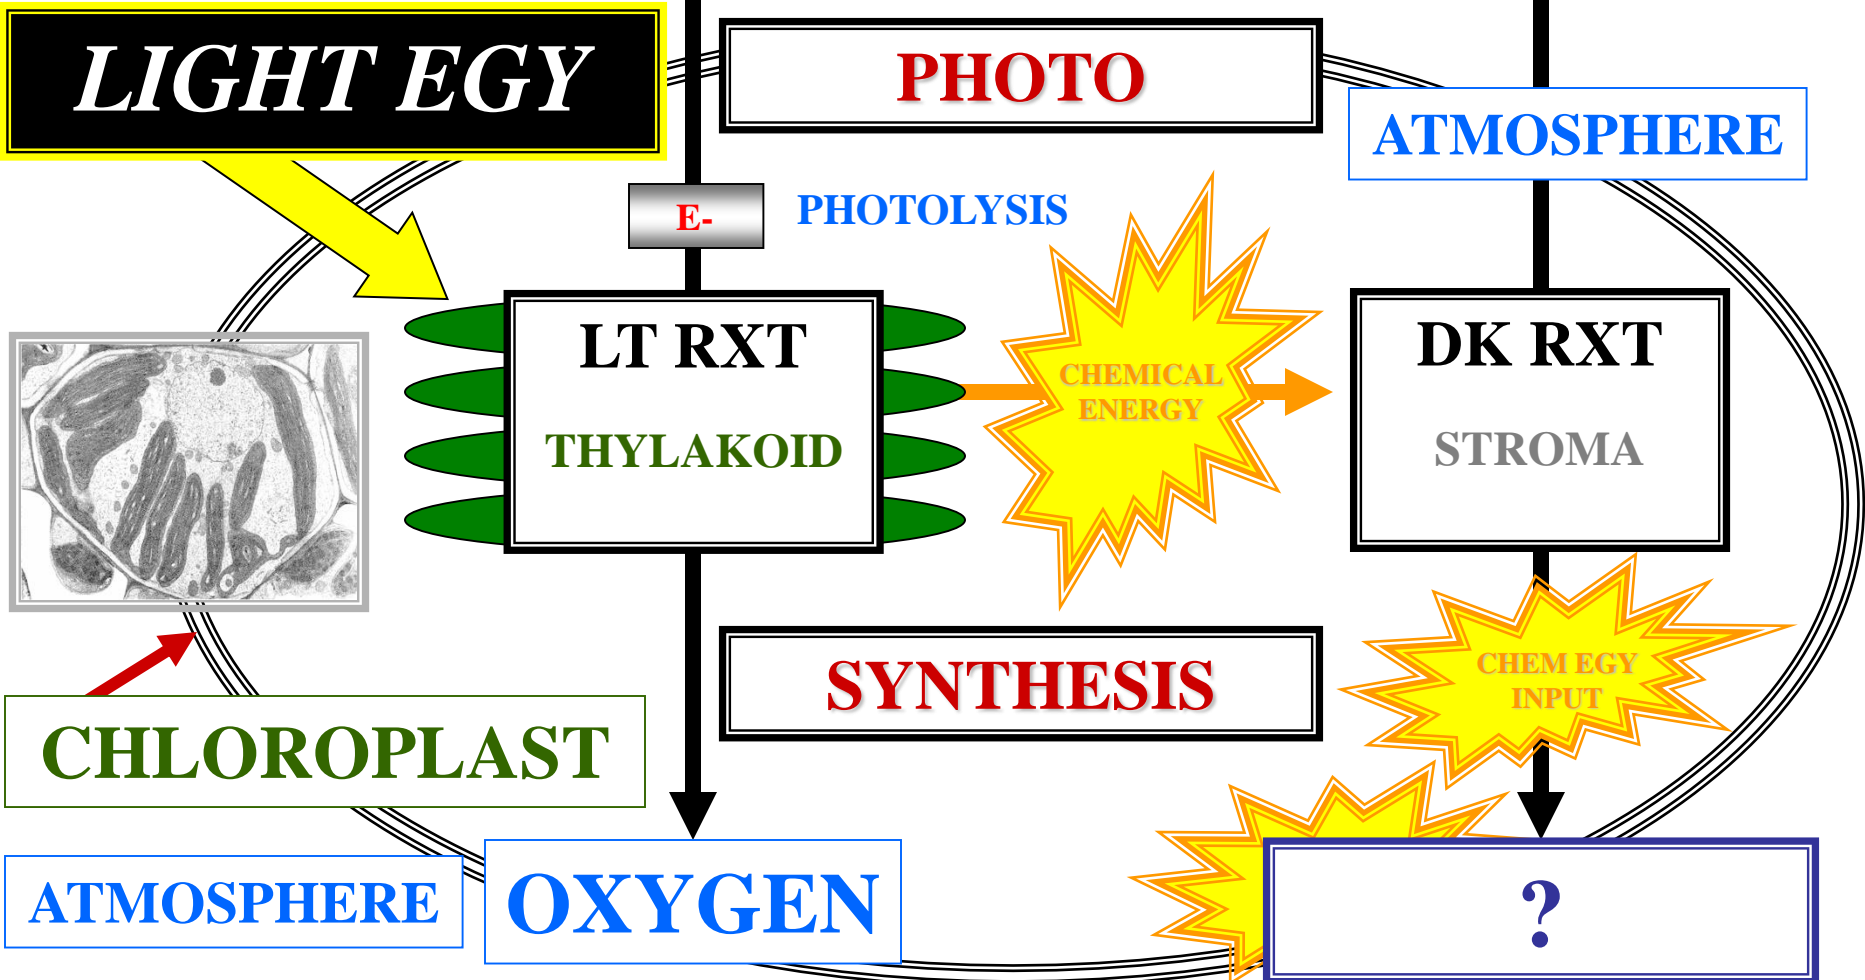 LIGHT EGY
PHOTO
ATMOSPHERE
E-
PHOTOLYSIS
LT RXT
THYLAKOID
CHEMICAL
ENERGY
DK RXT
STROMA
SYNTHESIS
CHEM EGY
INPUT
CHLOROPLAST
ATMOSPHERE
OXYGEN
?